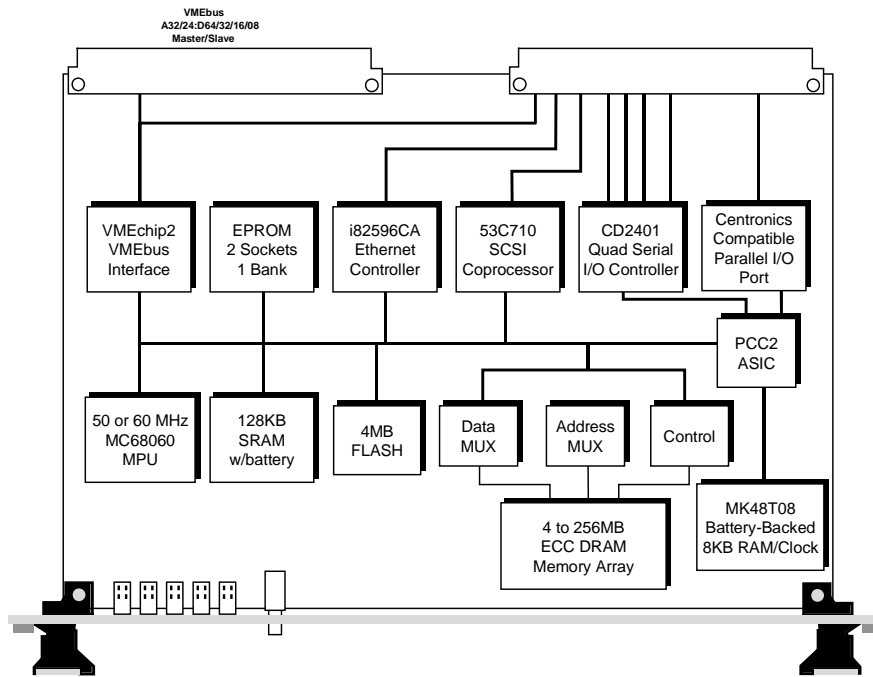 VMEbus
A32/24:D64/32/16/08
Master/Slave
VMEchip2
VMEbus
Interface
EPROM
2 Sockets
1 Bank
i82596CA
Ethernet
Controller
53C710
SCSI
Coprocessor
CD2401
Quad Serial
I/O Controller
Centronics
Compatible
Parallel I/O
Port
PCC2
ASIC
50 or 60 MHz
MC68060
MPU
128KB
SRAM
w/battery
4MB
FLASH
Data
MUX
Address
MUX
Control
4 to 256MB
ECC DRAM
Memory Array
MK48T08
Battery-Backed
8KB RAM/Clock